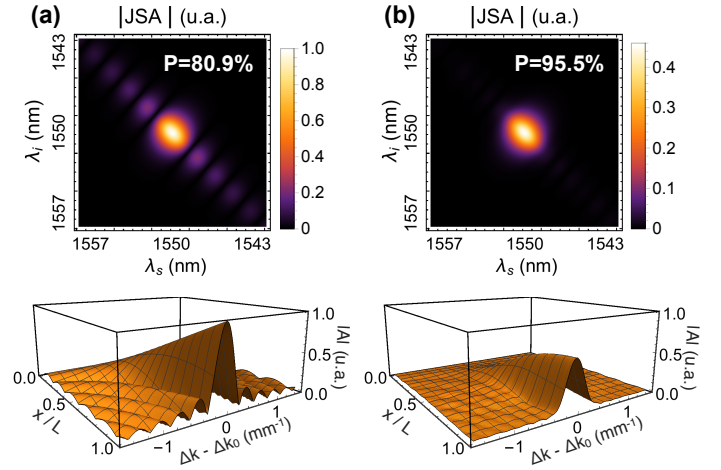 (a) |JSA | (u.a.)
P=80.9%
1543
1550
1557
λi (nm)
1557 1550 1543
λs (nm)
1.0
0.8
0.6
0.4
0.2
0
0.0
0.5
1.0
x / L
−1 0 1
Δk - Δk₀ (mm⁻¹)
1.0
0.5
0.0
|A| (u.a.)
(b) |JSA | (u.a.)
P=95.5%
1543
1550
1557
λi (nm)
1557 1550 1543
λs (nm)
0.4
0.3
0.2
0.1
0
0.0
0.5
1.0
x / L
−1 0 1
Δk - Δk₀ (mm⁻¹)
1.0
0.5
0.0
|A| (u.a.)